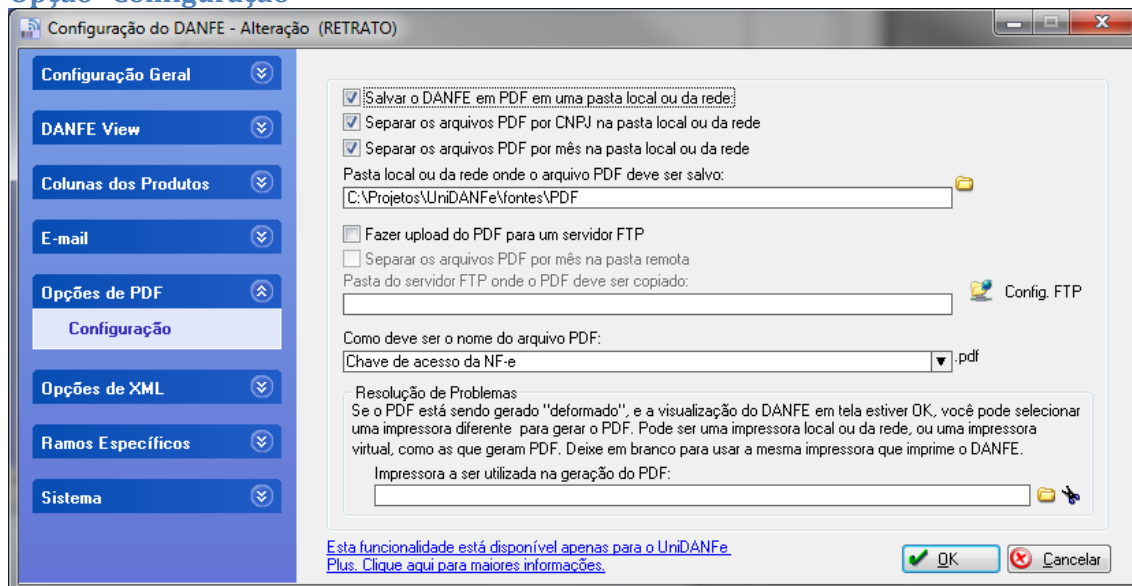 Opção "Configuração"
Configuração do DANFE - Alteração (RETRATO)
Configuração Geral
DANFE View
Colunas dos Produtos
E-mail
Opções de PDF
Configuração
Opções de XML
Ramos Específicos
Sistema
Salvar o DANFE em PDF em uma pasta local ou da rede:
Separar os arquivos PDF por CNPJ na pasta local ou da rede
Separar os arquivos PDF por mês na pasta local ou da rede
Pasta local ou da rede onde o arquivo PDF deve ser salvo:
C:\Projetos\UniDANFe\fontes\PDF
Fazer upload do PDF para um servidor FTP
Separar os arquivos PDF por mês na pasta remota
Pasta do servidor FTP onde o PDF deve ser copiado:
Config. FTP
Como deve ser o nome do arquivo PDF:
Chave de acesso da NF-e
.pdf
Resolução de Problemas
Se o PDF está sendo gerado "deformado", e a visualização do DANFE em tela estiver OK, você pode selecionar
uma impressora diferente para gerar o PDF. Pode ser uma impressora local ou da rede, ou uma impressora
virtual, como as que geram PDF. Deixe em branco para usar a mesma impressora que imprime o DANFE.
Impressora a ser utilizada na geração do PDF:
Esta funcionalidade está disponível apenas para o UniDANFe
Plus. Clique aqui para maiores informações.
OK
Cancelar